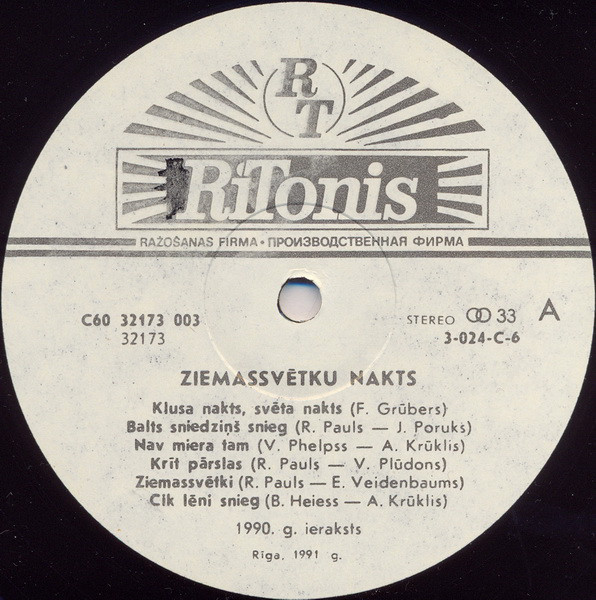 RT
RiTonis
RAŽOŠANAS FIRMA • ПРОИЗВОДСТВЕННАЯ ФИРМА
C60 32173 003
32173
STEREO 33 A
3-024-C-6
ZIEMASSVĒTKU NAKTS
Klusa nakts, svēta nakts (F. Grūbers)
Balts sniedziņš snieg (R. Pauls — J. Poruks)
Nav miera tam (V. Phelpss — A. Krūklis)
Krīt pārslas (R. Pauls — V. Plūdons)
Ziemassvētki (R. Pauls — E. Veidenbaums)
Cik lēni snieg (B. Heiess — A. Krūklis)
1990. g. ieraksts
Rīga, 1991 g.